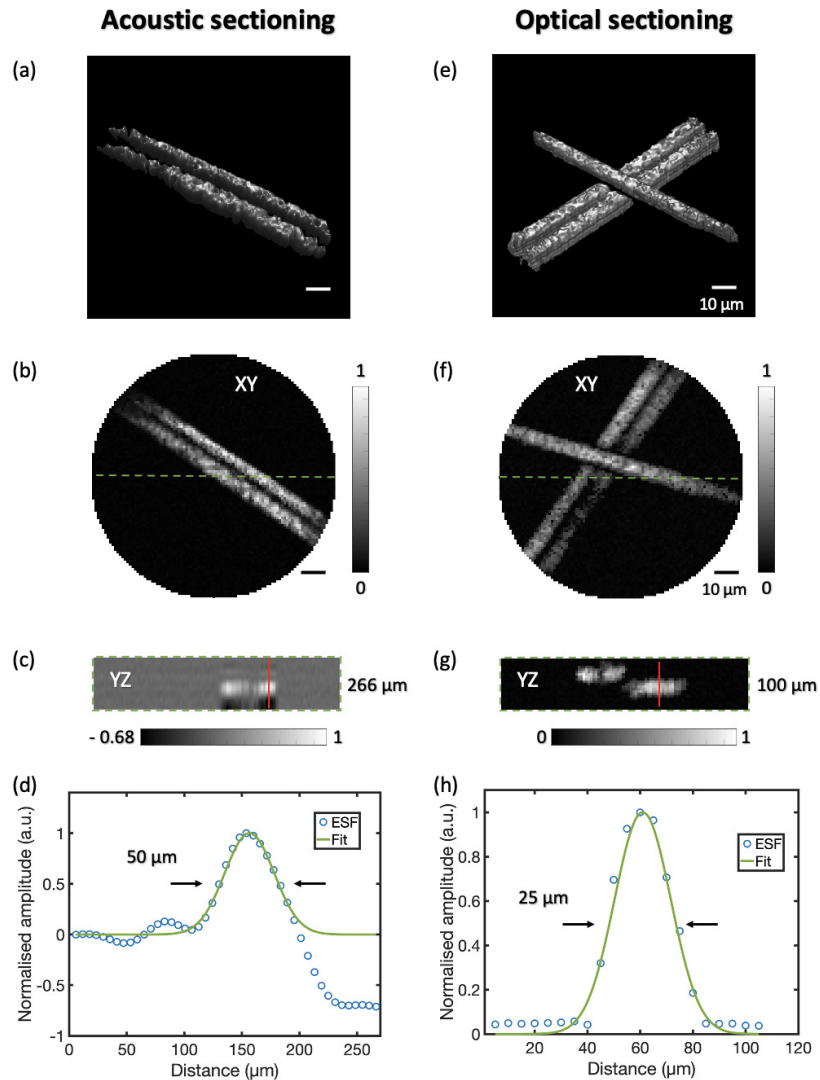 Acoustic sectioning
Optical sectioning
(a)
(e)
10 µm
(b)
XY
1
0
(f)
XY
1
0
10 µm
(c)
YZ
266 µm
- 0.68
1
(g)
YZ
100 µm
0
1
(d)
Normalised amplitude (a.u.)
1
0.5
0
-0.5
-1
50 µm
ESF
Fit
0
50
100
150
200
250
Distance (µm)
(h)
Normalised amplitude (a.u.)
1
0.8
0.6
0.4
0.2
0
25 µm
ESF
Fit
20
40
60
80
100
120
Distance (µm)